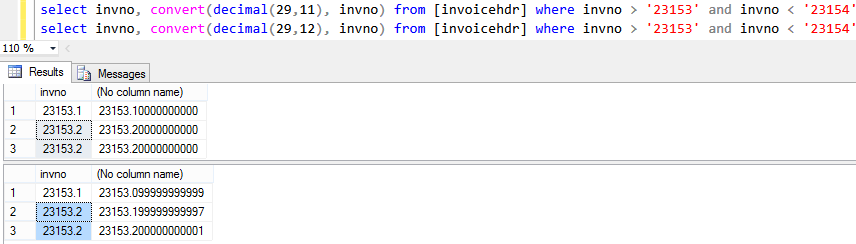 select invno, convert(decimal(29,11), invno) from [invoicehdr] where invno > '23153' and invno < '23154'
select invno, convert(decimal(29,12), invno) from [invoicehdr] where invno > '23153' and invno < '23154'
110 %
Results Messages
invno (No column name)
1 23153.1 23153.10000000000
2 23153.2 23153.20000000000
3 23153.2 23153.20000000000
invno (No column name)
1 23153.1 23153.099999999999
2 23153.2 23153.199999999997
3 23153.2 23153.200000000001